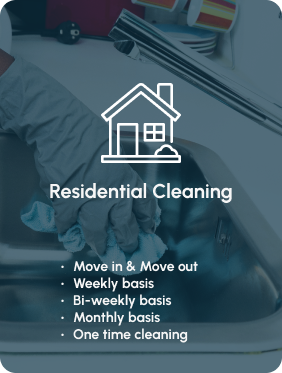 Residential Cleaning
· Move in & Move out
· Weekly basis
· Bi-weekly basis
· Monthly basis
· One time cleaning